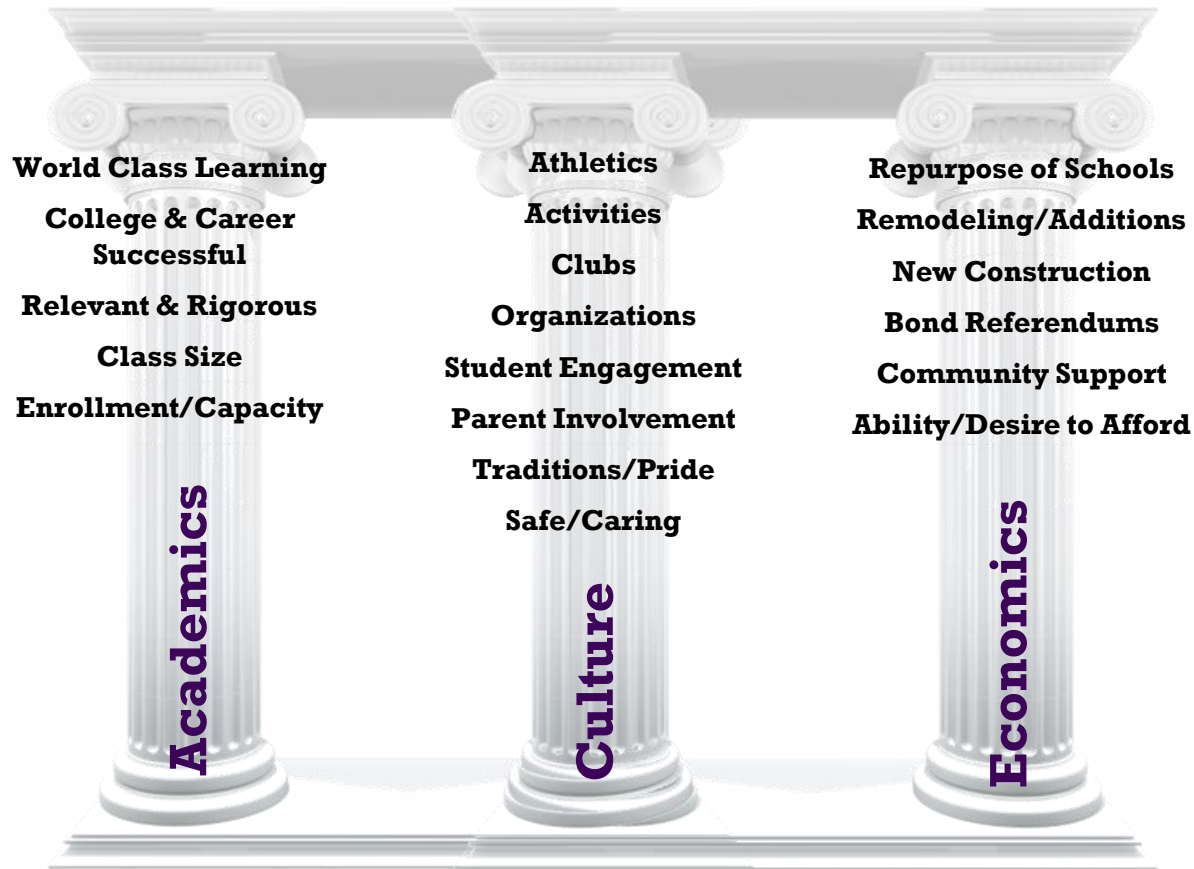 World Class Learning
College & Career
Successful
Relevant & Rigorous
Class Size
Enrollment/Capacity
Academics
Athletics
Activities
Clubs
Organizations
Student Engagement
Parent Involvement
Traditions/Pride
Safe/Caring
Culture
Repurpose of Schools
Remodeling/Additions
New Construction
Bond Referendums
Community Support
Ability/Desire to Afford
Economics